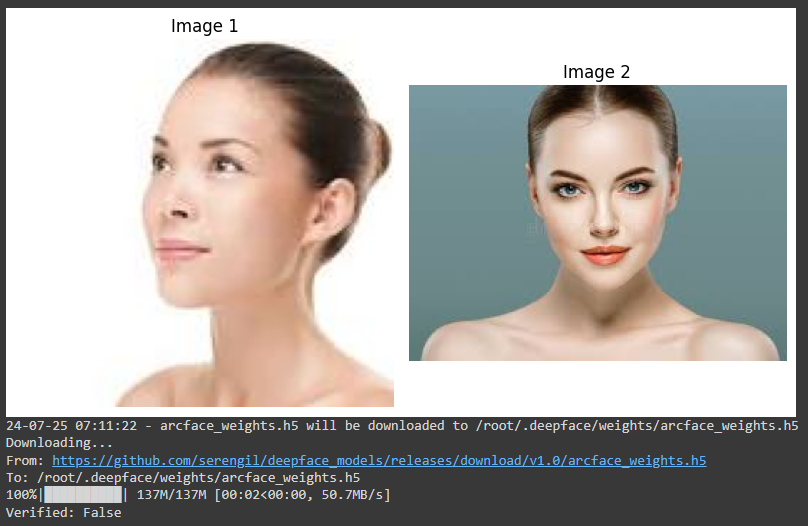 Image 1
Image 2
24-07-25 07:11:22 - arcface_weights.h5 will be downloaded to /root/.deepface/weights/arcface_weights.h5
Downloading...
From: https://github.com/serengil/deepface_models/releases/download/v1.0/arcface_weights.h5
To: /root/.deepface/weights/arcface_weights.h5
100%|██████████| 137M/137M [00:02<00:00, 50.7MB/s]
Verified: False